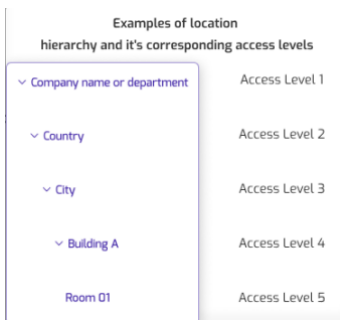 Examples of location
hierarchy and it's corresponding access levels
Company name or department Access Level 1
Country Access Level 2
City Access Level 3
Building A Access Level 4
Room 01 Access Level 5